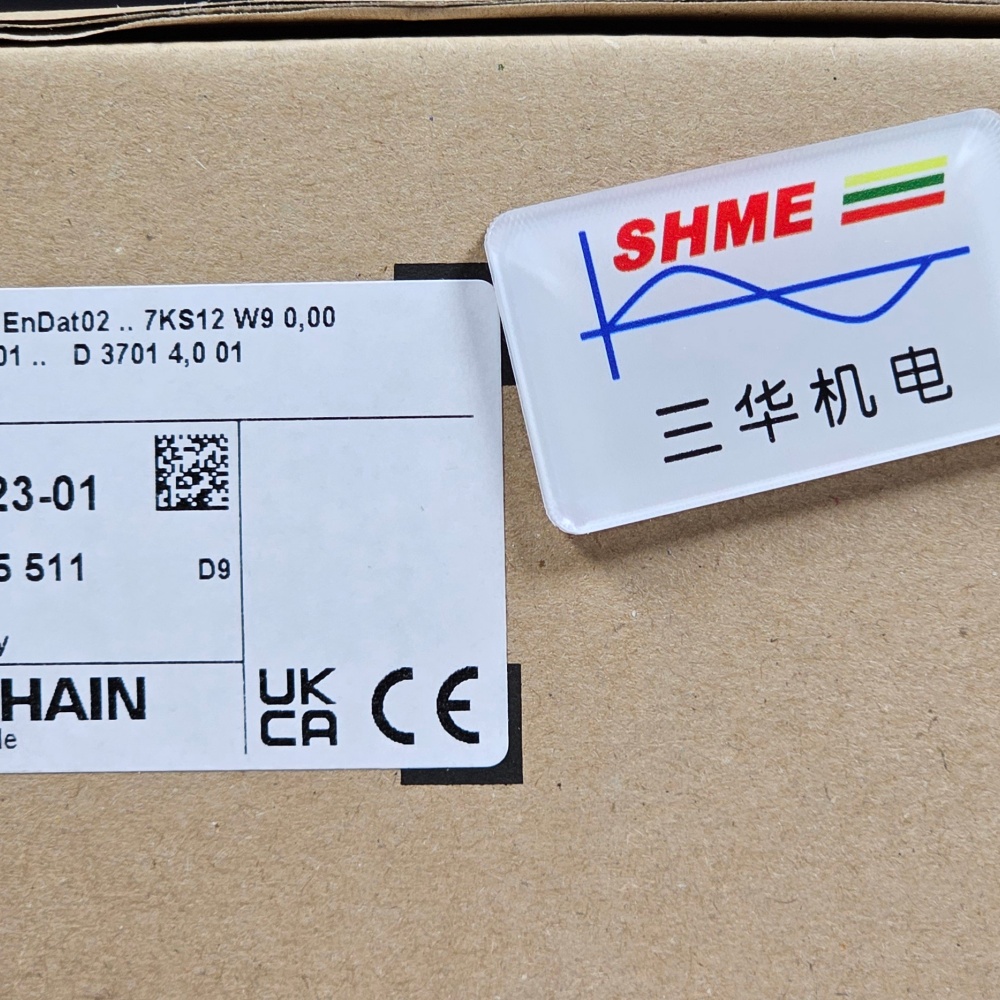 EnDat02 .. 7KS12 W9 0,00
01 .. D 3701 4,0 01
23-01
5 511
D9
HAIN
de
UK
CA
CE
SHME
三华机电